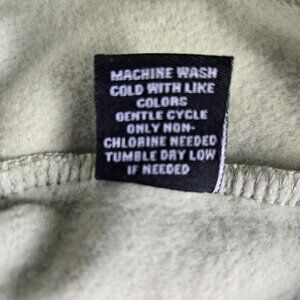 MACHINE WASH
COLD WITH LIKE
COLORS
GENTLE CYCLE
ONLY NON-
CHLORINE NEEDED
TUMBLE DRY LOW
IF NEEDED